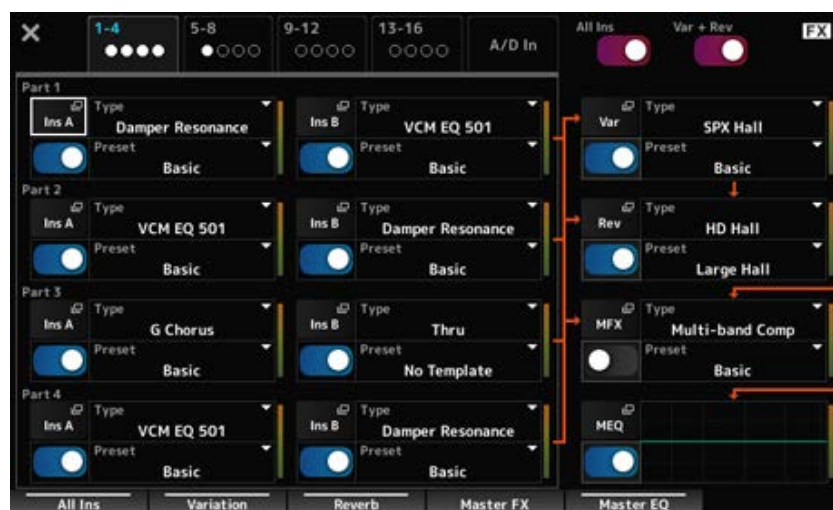 1-4 5-8 9-12 13-16 A/D In All Ins Var + Rev FX
Part 1
Ins A Type Damper Resonance Ins B Type VCM EQ 501 Var Type SPX Hall
Preset Basic Preset Basic Preset Basic
Part 2
Ins A Type VCM EQ 501 Ins B Type Damper Resonance Rev Type HD Hall
Preset Basic Preset Basic Preset Large Hall
Part 3
Ins A Type G Chorus Ins B Type Thru MFX Type Multi-band Comp
Preset Basic Preset No Template Preset Basic
Part 4
Ins A Type VCM EQ 501 Ins B Type Damper Resonance MEQ
Preset Basic Preset Basic
All Ins Variation Reverb Master FX Master EQ